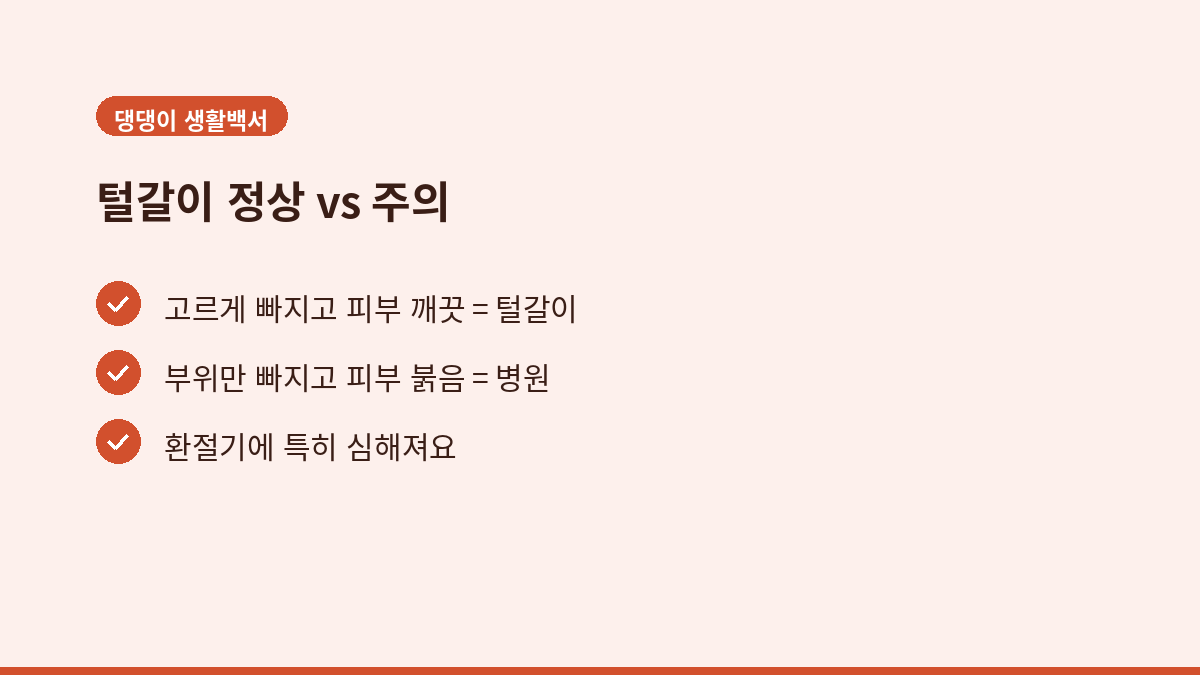 댕댕이 생활백서
털갈이 정상 vs 주의
고르게 빠지고 피부 깨끗 = 털갈이
부위만 빠지고 피부 붉음 = 병원
환절기에 특히 심해져요